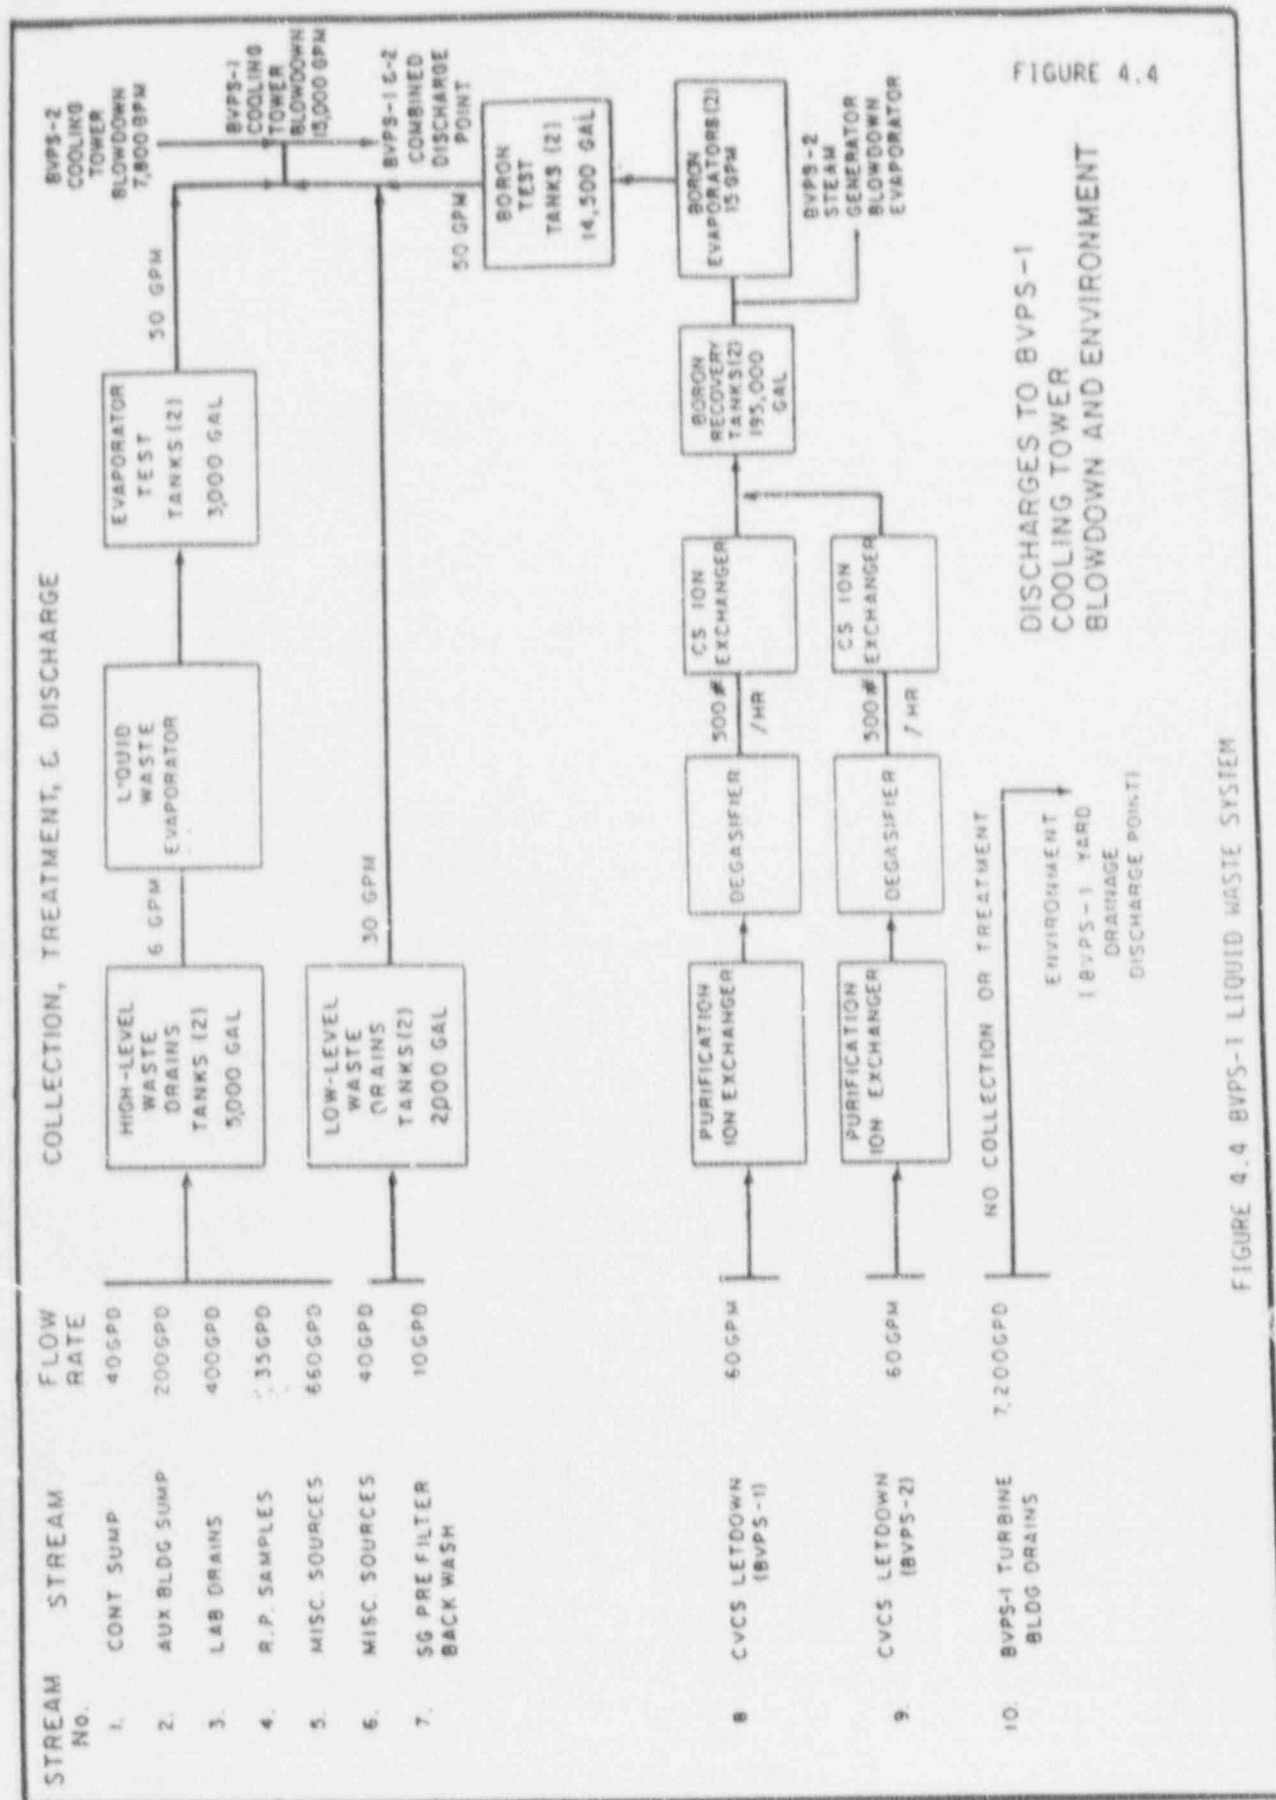 COLLECTION, TREATMENT, & DISCHARGE
STREAM
No.
STREAM
FLOW
RATE
1. CONT SUMP 40GPD
2. AUX BLDG SUMP 200GPD
3. LAB DRAINS 400GPD
4. R.P. SAMPLES 35GPD
5. MISC. SOURCES 660GPD
6. MISC. SOURCES 40GPD
7. SG PRE FILTER 10GPD
BACK WASH
8 CVCS LETDOWN 60GPM
(BVPS-1)
9. CVCS LETDOWN 60GPM
(BVPS-2)
10. BVPS-1 TURBINE 7,200GPD
BLDG DRAINS
HIGH-LEVEL
WASTE
DRAINS
TANKS (2)
5,000 GAL
6 GPM
LIQUID
WASTE
EVAPORATOR
EVAPORATOR
TEST
TANKS (2)
3,000 GAL
50 GPM
BVPS-2
COOLING
TOWER
BLOWDOWN
7,800 GPM
BVPS-1
COOLING
TOWER
BLOWDOWN
15,000 GPM
BVPS-1 &-2
COMBINED
DISCHARGE
POINT
LOW-LEVEL
WASTE
DRAINS
TANKS(2)
2,000 GAL
30 GPM
50 GPM
BORON
TEST
TANKS (2)
14,500 GAL
PURIFICATION
ION EXCHANGER
DEGASIFIER
500#
/HR
CS ION
EXCHANGER
BORON
RECOVERY
TANKS(2)
195,000
GAL
BORON
EVAPORATORS(2)
15 GPM
BVPS-2
STEAM
GENERATOR
BLOWDOWN
EVAPORATOR
PURIFICATION
ION EXCHANGER
DEGASIFIER
500#
/HR
CS ION
EXCHANGER
NO COLLECTION OR TREATMENT
ENVIRONMENT
(BVPS-1 YARD
DRAINAGE
DISCHARGE POINT)
DISCHARGES TO BVPS-1
COOLING TOWER
BLOWDOWN AND ENVIRONMENT
FIGURE 4.4
FIGURE 4.4 BVPS-1 LIQUID WASTE SYSTEM